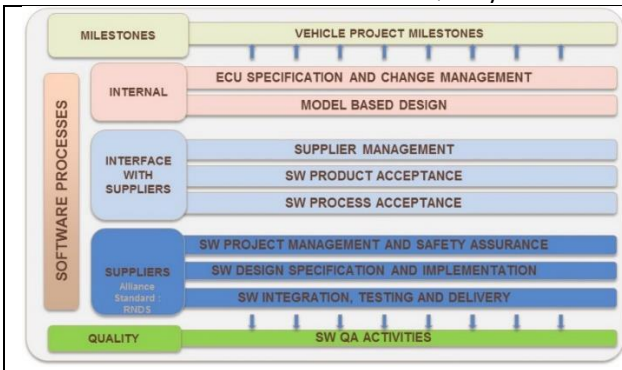 MILESTONES
VEHICLE PROJECT MILESTONES
SOFTWARE PROCESSES
INTERNAL
ECU SPECIFICATION AND CHANGE MANAGEMENT
MODEL BASED DESIGN
INTERFACE
WITH
SUPPLIERS
SUPPLIER MANAGEMENT
SW PRODUCT ACCEPTANCE
SW PROCESS ACCEPTANCE
SUPPLIERS
Alliance
Standard :
RNDS
SW PROJECT MANAGEMENT AND SAFETY ASSURANCE
SW DESIGN SPECIFICATION AND IMPLEMENTATION
SW INTEGRATION, TESTING AND DELIVERY
QUALITY
SW QA ACTIVITIES